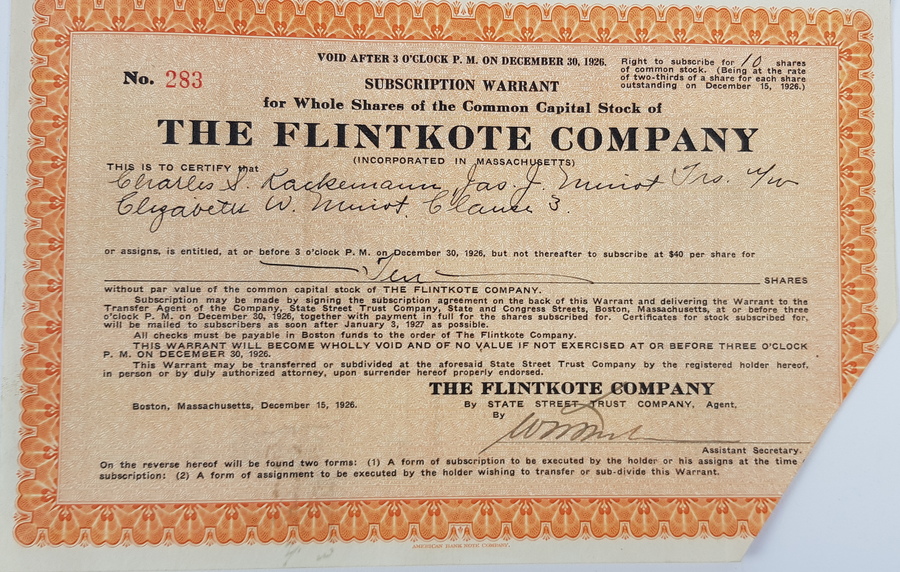 VOID AFTER 3 O'CLOCK P. M. ON DECEMBER 30, 1926.
Right to subscribe for 10 shares
of common stock. (Being at the rate
of two-thirds of a share for each share
outstanding on December 15, 1926.)
No. 283
SUBSCRIPTION WARRANT
for Whole Shares of the Common Capital Stock of
THE FLINTKOTE COMPANY
(INCORPORATED IN MASSACHUSETTS)
THIS IS TO CERTIFY that
Charles S. Rackemann, Jas. J. Minot Trs. u/w
Elizabeth W. Minot. Clause 3.
or assigns, is entitled, at or before 3 o'clock P. M. on December 30, 1926, but not thereafter to subscribe at $40 per share for
Ten SHARES
without par value of the common capital stock of THE FLINTKOTE COMPANY.
Subscription may be made by signing the subscription agreement on the back of this Warrant and delivering the Warrant to the
Transfer Agent of the Company, State Street Trust Company, State and Congress Streets, Boston, Massachusetts, at or before three
o'clock P. M. on December 30, 1926, together with payment in full for the shares subscribed for. Certificates for stock subscribed for,
will be mailed to subscribers as soon after January 3, 1927 as possible.
All checks must be payable in Boston funds to the order of The Flintkote Company.
THIS WARRANT WILL BECOME WHOLLY VOID AND OF NO VALUE IF NOT EXERCISED AT OR BEFORE THREE O'CLOCK
P. M. ON DECEMBER 30, 1926.
This Warrant may be transferred or subdivided at the aforesaid State Street Trust Company by the registered holder hereof,
in person or by duly authorized attorney, upon surrender hereof properly endorsed.
THE FLINTKOTE COMPANY
Boston, Massachusetts, December 15, 1926.
By STATE STREET TRUST COMPANY, Agent,
By
Assistant Secretary.
On the reverse hereof will be found two forms: (1) A form of subscription to be executed by the holder or his assigns at the time
subscription: (2) A form of assignment to be executed by the holder wishing to transfer or sub-divide this Warrant.
AMERICAN BANK NOTE COMPANY.